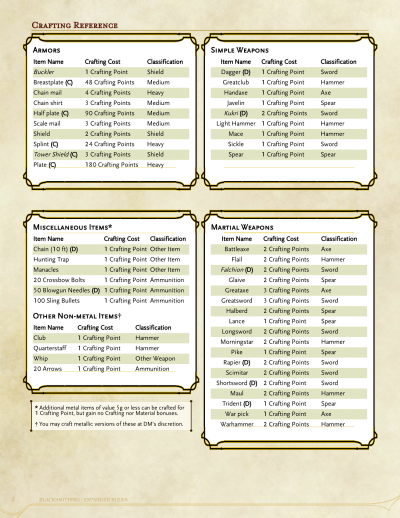 Crafting Reference
Armors
Item Name Crafting Cost Classification
Buckler 1 Crafting Point Shield
Breastplate (C) 48 Crafting Points Medium
Chain mail 4 Crafting Points Heavy
Chain shirt 3 Crafting Points Medium
Half plate (C) 90 Crafting Points Medium
Scale mail 3 Crafting Points Medium
Shield 2 Crafting Points Shield
Splint (C) 24 Crafting Points Heavy
Tower Shield (C) 3 Crafting Points Shield
Plate (C) 180 Crafting Points Heavy
Simple Weapons
Item Name Crafting Cost Classification
Dagger (D) 1 Crafting Point Sword
Greatclub 1 Crafting Point Hammer
Handaxe 1 Crafting Point Axe
Javelin 1 Crafting Point Spear
Kukri (D) 2 Crafting Points Sword
Light Hammer 1 Crafting Point Hammer
Mace 1 Crafting Point Hammer
Sickle 1 Crafting Point Sword
Spear 1 Crafting Point Spear
Miscellaneous Items*
Item Name Crafting Cost Classification
Chain (10 ft) (D) 1 Crafting Point Other Item
Hunting Trap 1 Crafting Point Other Item
Manacles 1 Crafting Point Other Item
20 Crossbow Bolts 1 Crafting Point Ammunition
50 Blowgun Needles (D) 1 Crafting Point Ammunition
100 Sling Bullets 1 Crafting Point Ammunition
Other Non-metal Items†
Item Name Crafting Cost Classification
Club 1 Crafting Point Hammer
Quarterstaff 1 Crafting Point Hammer
Whip 1 Crafting Point Other Weapon
20 Arrows 1 Crafting Point Ammunition
* Additional metal items of value 5g or less can be crafted for
1 Crafting Point, but gain no Crafting nor Material bonuses.
† You may craft metallic versions of these at DM's discretion.
Martial Weapons
Item Name Crafting Cost Classification
Battleaxe 2 Crafting Points Axe
Flail 2 Crafting Points Hammer
Falchion (D) 2 Crafting Points Sword
Glaive 2 Crafting Points Spear
Greataxe 3 Crafting Points Axe
Greatsword 3 Crafting Points Sword
Halberd 2 Crafting Points Spear
Lance 1 Crafting Point Spear
Longsword 2 Crafting Points Sword
Morningstar 2 Crafting Points Hammer
Pike 1 Crafting Point Spear
Rapier (D) 2 Crafting Points Sword
Scimitar 2 Crafting Points Sword
Shortsword (D) 2 Crafting Points Sword
Maul 2 Crafting Points Hammer
Trident (D) 1 Crafting Point Spear
War pick 1 Crafting Point Axe
Warhammer 2 Crafting Points Hammer